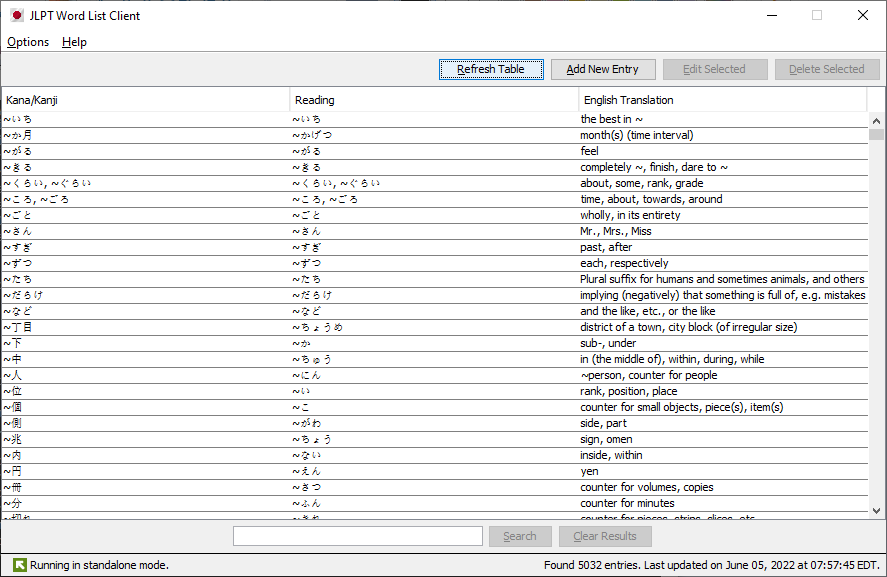 JLPT Word List Client
Options Help
Refresh Table Add New Entry Edit Selected Delete Selected
Kana/Kanji Reading English Translation
~いち ~いち the best in ~
~か月 ~かげつ month(s) (time interval)
~がる ~がる feel
~きる ~きる completely ~, finish, dare to ~
~くらい, ~ぐらい ~くらい, ~ぐらい about, some, rank, grade
~ころ, ~ごろ ~ころ, ~ごろ time, about, towards, around
~ごと ~ごと wholly, in its entirety
~さん ~さん Mr., Mrs., Miss
~すぎ ~すぎ past, after
~ずつ ~ずつ each, respectively
~たち ~たち Plural suffix for humans and sometimes animals, and others
~だらけ ~だらけ implying (negatively) that something is full of, e.g. mistakes
~など ~など and the like, etc., or the like
~丁目 ~ちょうめ district of a town, city block (of irregular size)
~下 ~か sub-, under
~中 ~ちゅう in (the middle of), within, during, while
~人 ~にん ~person, counter for people
~位 ~い rank, position, place
~個 ~こ counter for small objects, piece(s), item(s)
~側 ~がわ side, part
~兆 ~ちょう sign, omen
~内 ~ない inside, within
~円 ~えん yen
~冊 ~さつ counter for volumes, copies
~分 ~ふん counter for minutes
~切れ ~きれ counter for pieces, strips, slices, etc.
Search Clear Results
Running in standalone mode. Found 5032 entries. Last updated on June 05, 2022 at 07:57:45 EDT.